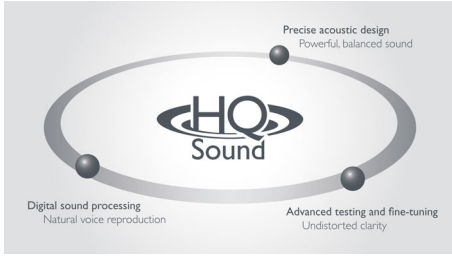 Precise acoustic design
Powerful, balanced sound
HQ
Sound
Digital sound processing
Natural voice reproduction
Advanced testing and fine-tuning
Undistorted clarity